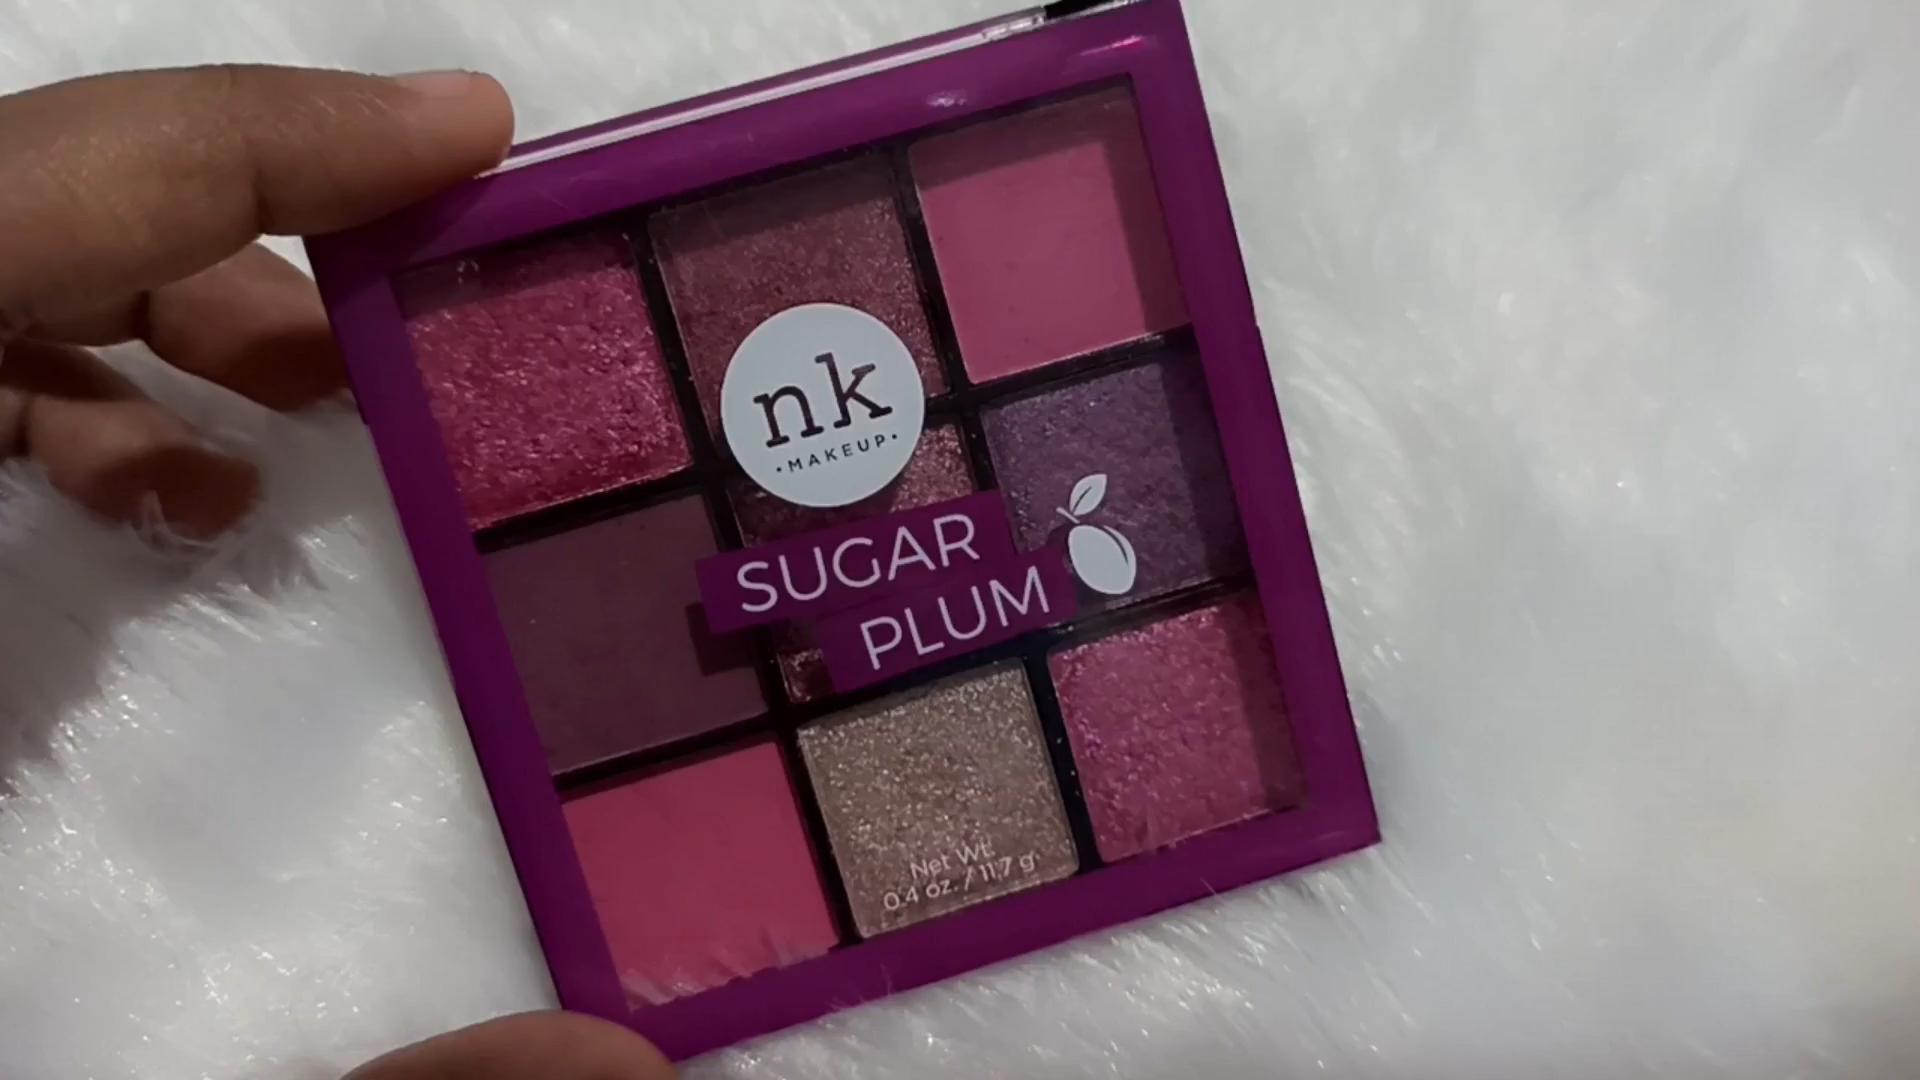 nk
·MAKEUP·
SUGAR
PLUM
Net Wt.
0.4 oz. / 11.7 g